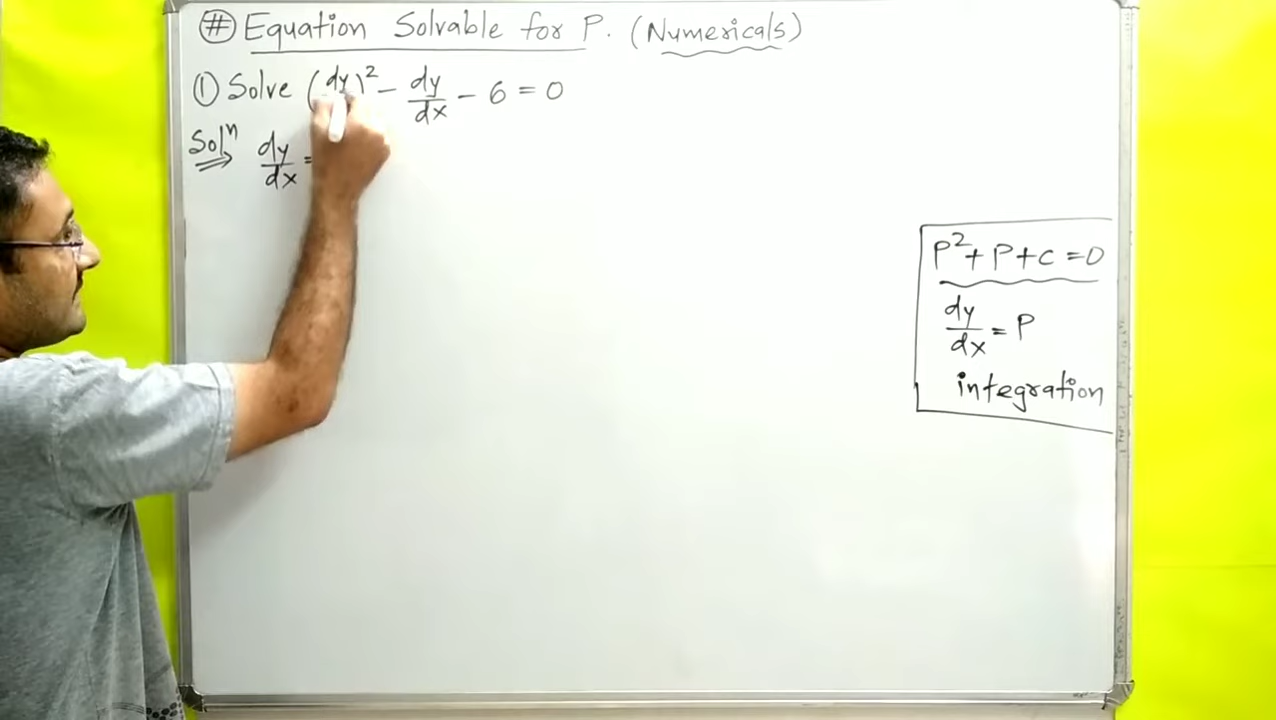 # Equation Solvable for P. (Numericals)
① Solve (dy)² - dy/dx - 6 = 0
Solⁿ dy/dx =
P² + P + c = 0
dy/dx = P
integration